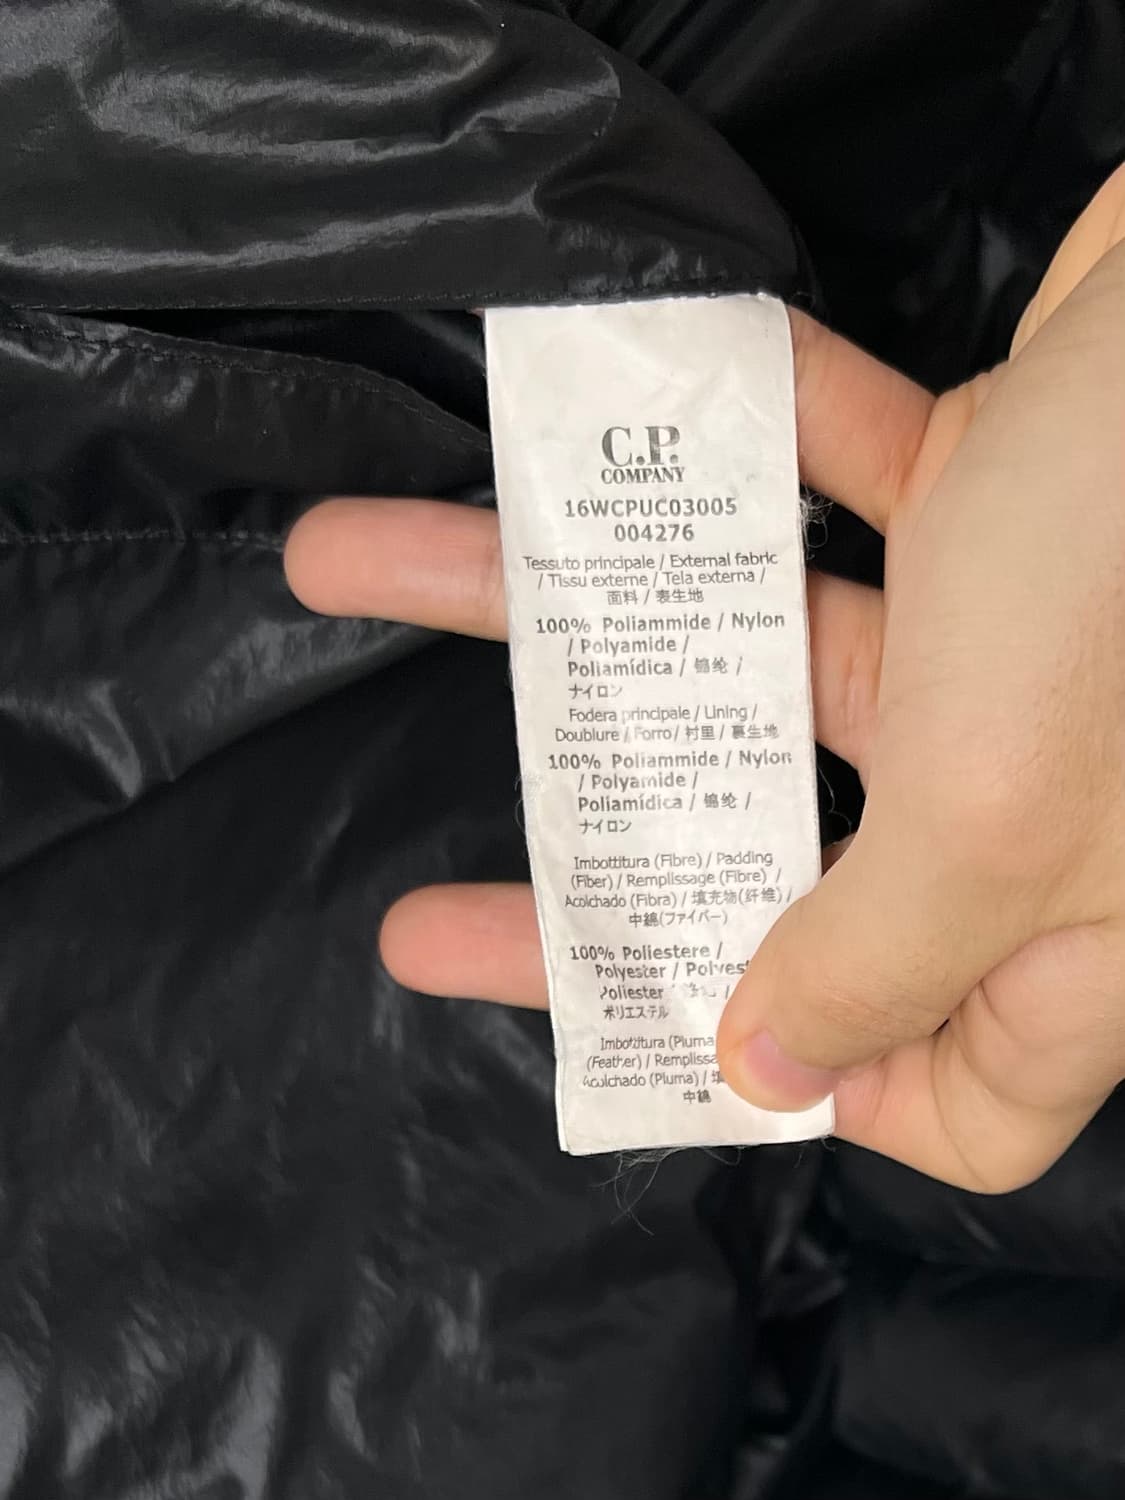 C.P.
COMPANY
16WCPUC03005
004276
Tessuto principale / External fabric
/ Tissu externe / Tela externa /
面料 / 表生地
100% Poliammide / Nylon
/ Polyamide /
Poliamídica / 锦纶 /
ナイロン
Fodera principale / Lining /
Doublure / Forro / 衬里 / 裏生地
100% Poliammide / Nylon
/ Polyamide /
Poliamídica / 锦纶 /
ナイロン
Imbottitura (Fibre) / Padding
(Fiber) / Remplissage (Fibre) /
Acolchado (Fibra) / 填充物(纤维) /
中綿(ファイバー)
100% Poliestere /
Polyester /
Poliester
ポリエステル
Imbottitura (Piuma
(Feather) /
Acolchado (Pluma) /
中綿